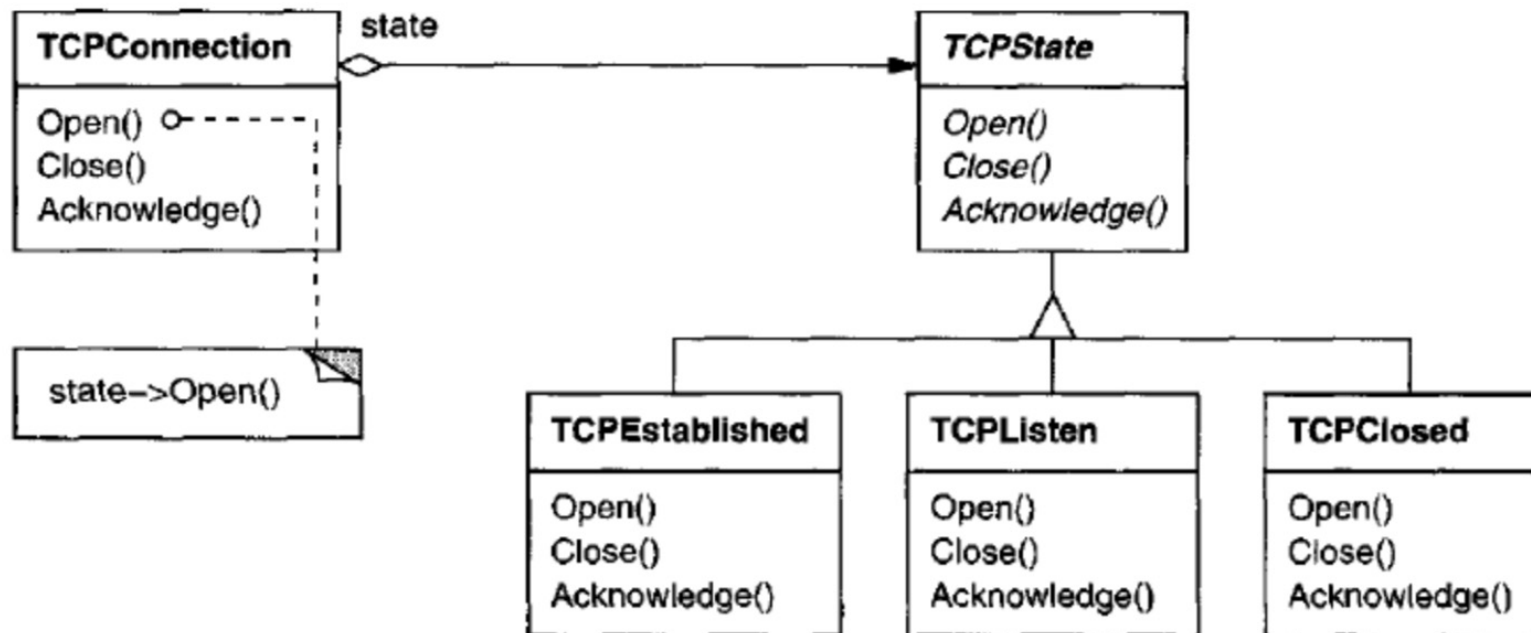 state
TCPConnection
Open()
Close()
Acknowledge()
state->Open()
TCPState
Open()
Close()
Acknowledge()
TCPEstablished
Open()
Close()
Acknowledge()
TCPListen
Open()
Close()
Acknowledge()
TCPClosed
Open()
Close()
Acknowledge()